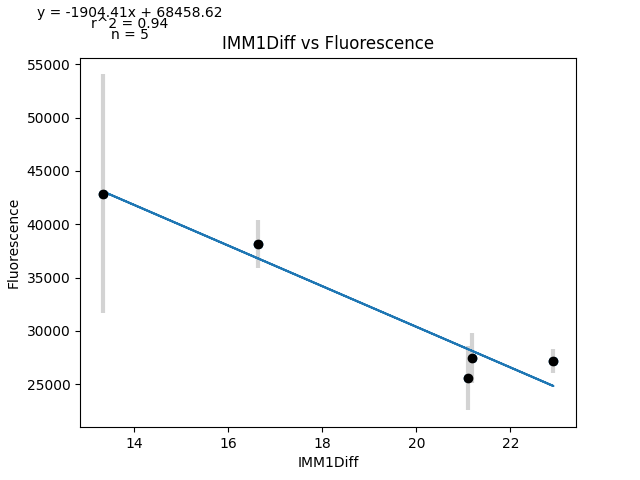 y = -1904.41x + 68458.62
r^2 = 0.94
n = 5
IMM1Diff vs Fluorescence
55000
50000
45000
40000
35000
30000
25000
Fluorescence
14 16 18 20 22
IMM1Diff